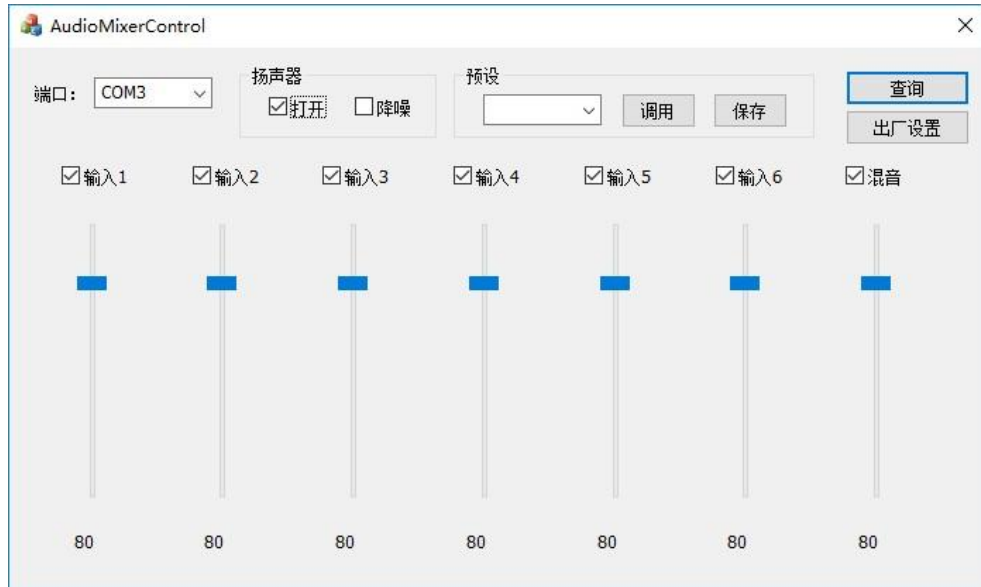 AudioMixerControl
端口： COM3 扬声器 打开 降噪 预设 调用 保存 查询
出厂设置
输入1 输入2 输入3 输入4 输入5 输入6 混音
80 80 80 80 80 80 80